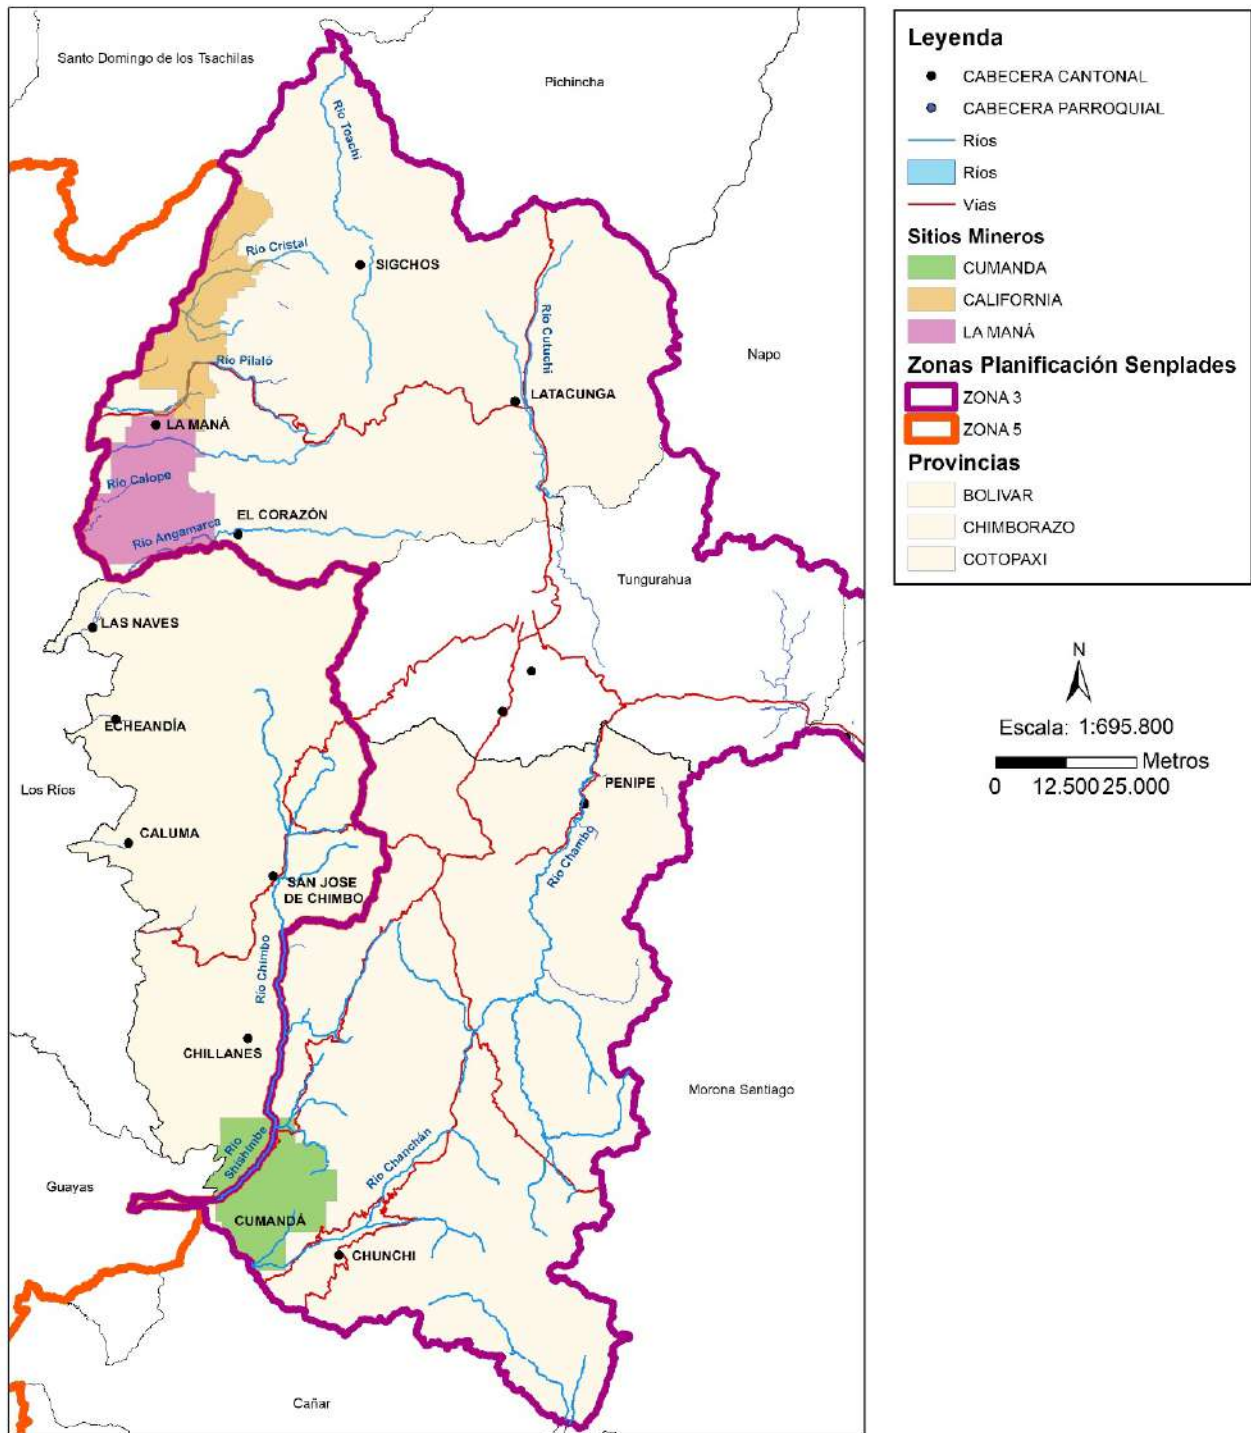 Santo Domingo de los Tsachilas
Pichincha
Río Toachi
Río Cristal
SIGCHOS
Río Cutuchi
Napo
Río Pilaló
LATACUNGA
LA MANÁ
Río Calope
EL CORAZÓN
Río Angamarca
Tungurahua
LAS NAVES
ECHEANDÍA
Los Ríos
PENIPE
CALUMA
Río Chambo
SAN JOSE
DE CHIMBO
Río Chimbo
CHILLANES
Morona Santiago
Río
Shishimbe
Río Chanchán
Guayas
CUMANDÁ
CHUNCHI
Cañar
Leyenda
CABECERA CANTONAL
CABECERA PARROQUIAL
Ríos
Ríos
Vias
Sitios Mineros
CUMANDA
CALIFORNIA
LA MANÁ
Zonas Planificación Senplades
ZONA 3
ZONA 5
Provincias
BOLIVAR
CHIMBORAZO
COTOPAXI
N
Escala: 1:695.800
Metros
0 12.500 25.000